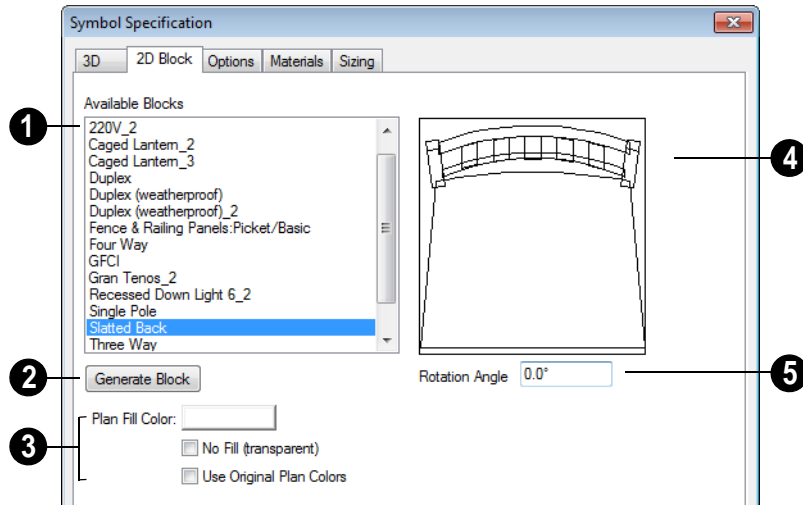 Symbol Specification
3D 2D Block Options Materials Sizing
Available Blocks
1
220V_2
Caged Lantern_2
Caged Lantern_3
Duplex
Duplex (weatherproof)
Duplex (weatherproof)_2
Fence & Railing Panels:Picket/Basic
Four Way
GFCI
Gran Tenos_2
Recessed Down Light 6_2
Single Pole
Slatted Back
Three Way
4
2
Generate Block
Rotation Angle 0.0°
5
3
Plan Fill Color:
No Fill (transparent)
Use Original Plan Colors